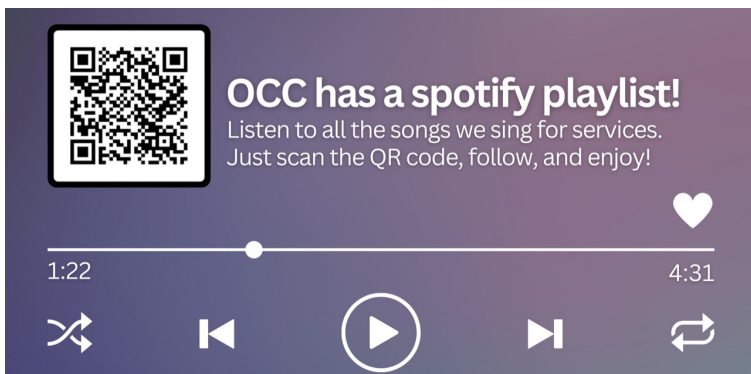 OCC has a spotify playlist!
Listen to all the songs we sing for services.
Just scan the QR code, follow, and enjoy!
1:22
4:31